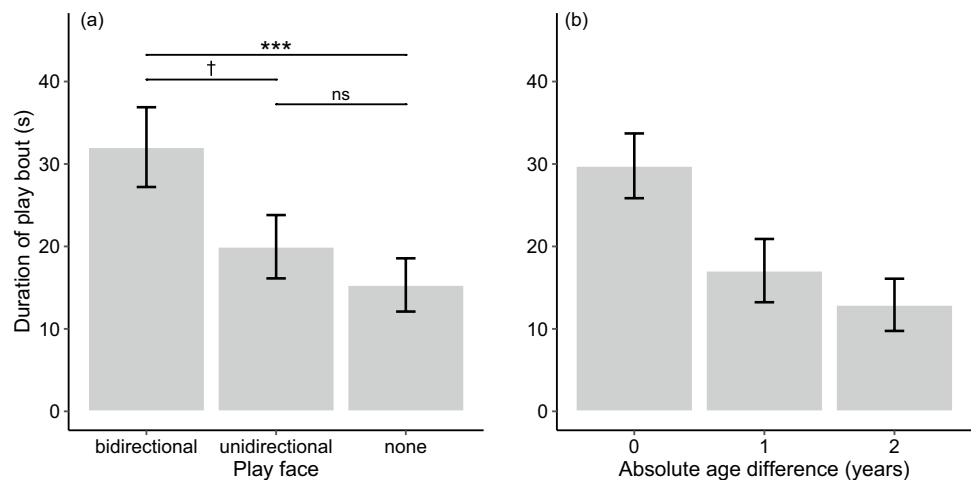 (a)
***
†
ns
40
30
20
10
0
Duration of play bout (s)
bidirectional unidirectional none
Play face
(b)
40
30
20
10
0
0 1 2
Absolute age difference (years)